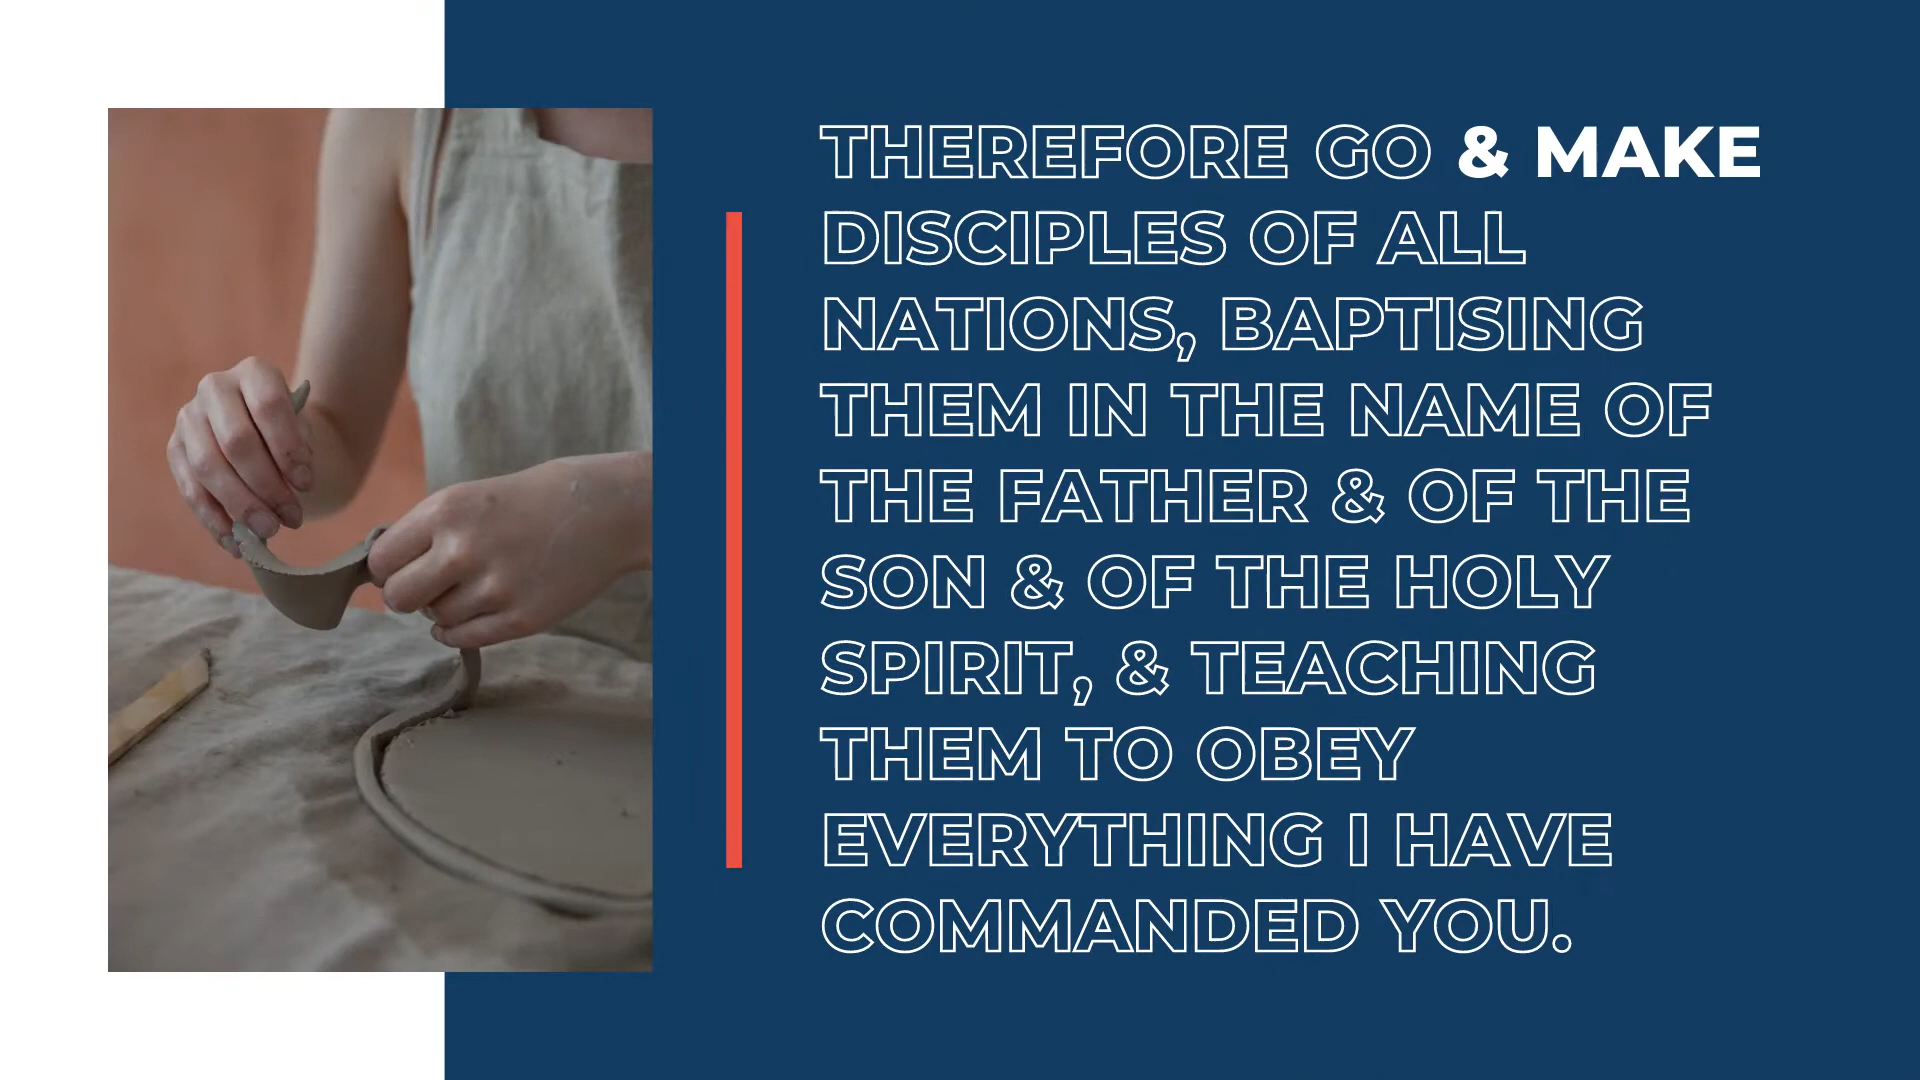 THEREFORE GO & MAKE
DISCIPLES OF ALL
NATIONS, BAPTISING
THEM IN THE NAME OF
THE FATHER & OF THE
SON & OF THE HOLY
SPIRIT, & TEACHING
THEM TO OBEY
EVERYTHING I HAVE
COMMANDED YOU.